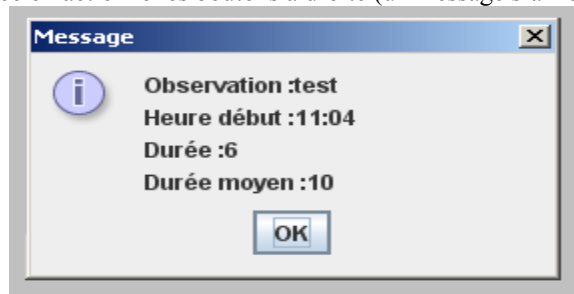 Message
Observation :test
Heure début :11:04
Durée :6
Durée moyen :10
OK